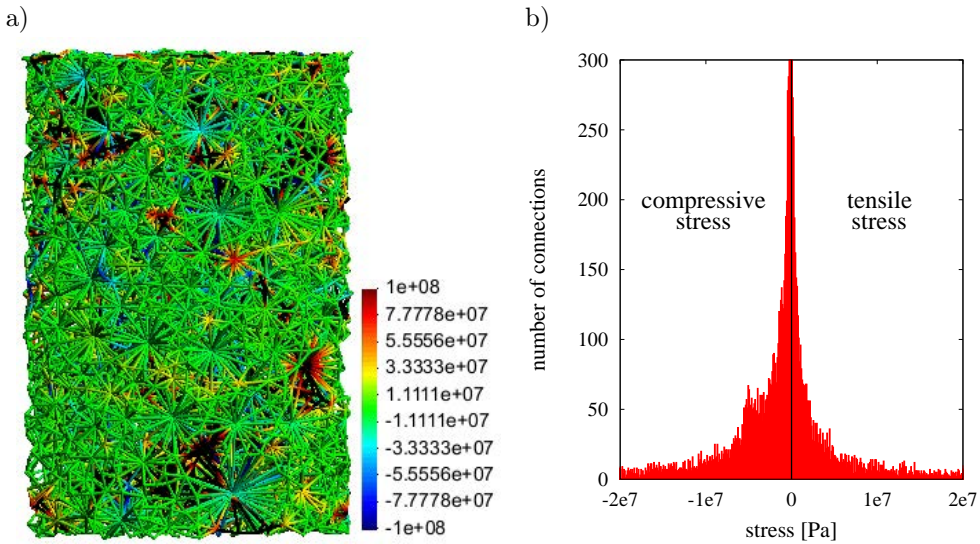 a)
1e+08
7.7778e+07
5.5556e+07
3.3333e+07
1.1111e+07
-1.1111e+07
-3.3333e+07
-5.5556e+07
-7.7778e+07
-1e+08
b)
300
250
200
150
100
50
0
number of connections
compressive
stress
tensile
stress
-2e7
-1e7
0
1e7
2e7
stress [Pa]